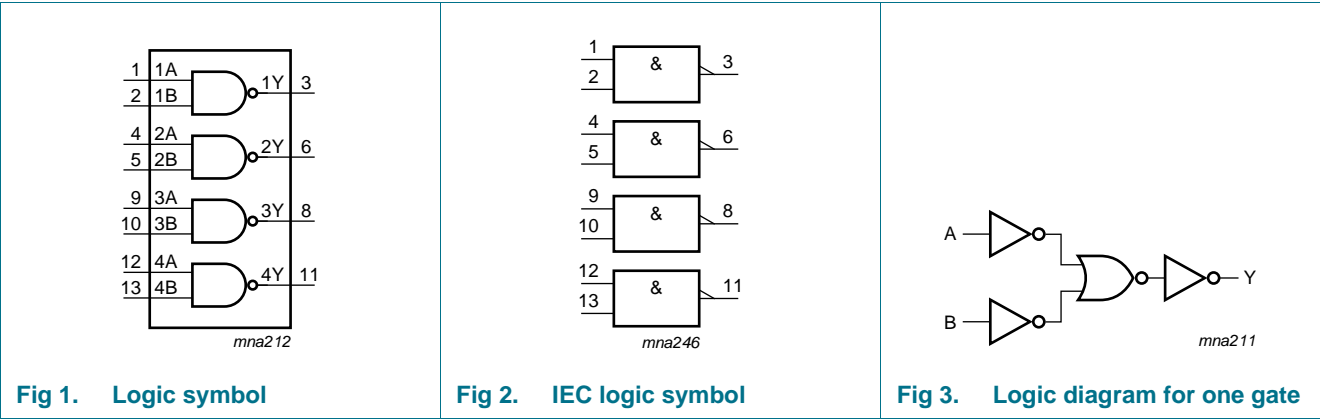 1 1A 1Y 3
2 1B
4 2A 2Y 6
5 2B
9 3A 3Y 8
10 3B
12 4A 4Y 11
13 4B
mna212
Fig 1. Logic symbol
1 & 3
2
4 & 6
5
9 & 8
10
12 & 11
13
mna246
Fig 2. IEC logic symbol
A
Y
B
mna211
Fig 3. Logic diagram for one gate